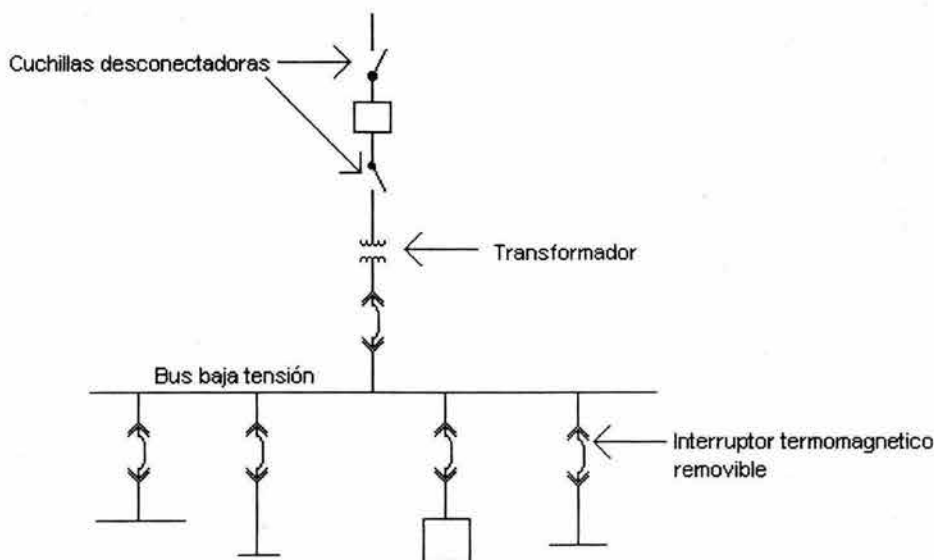 Cuchillas desconectadoras
Transformador
Bus baja tensión
Interruptor termomagnetico
removible